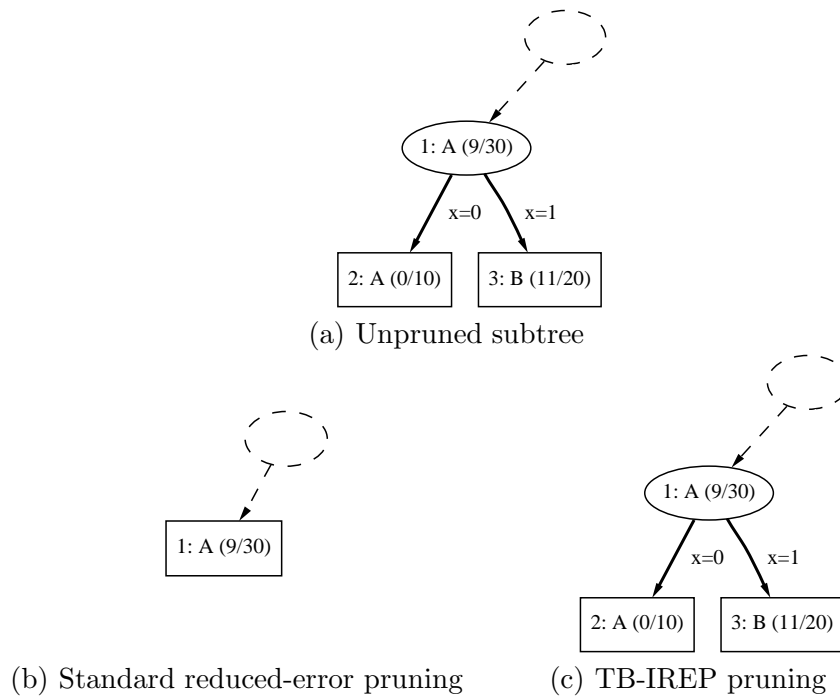 1: A (9/30)
x=0
x=1
2: A (0/10)
3: B (11/20)
(a) Unpruned subtree
1: A (9/30)
1: A (9/30)
x=0
x=1
2: A (0/10)
3: B (11/20)
(b) Standard reduced-error pruning
(c) TB-IREP pruning